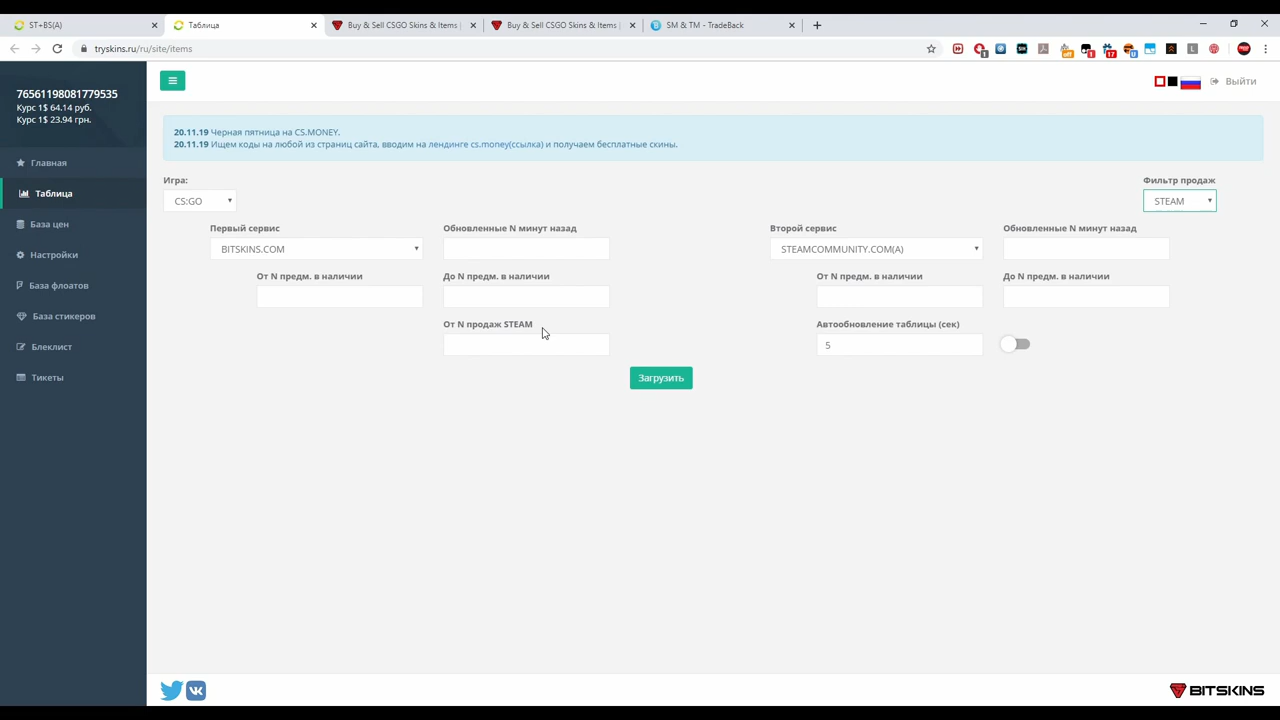 ST+BS(A)
Таблица
Buy & Sell CSGO Skins & Items |
Buy & Sell CSGO Skins & Items |
SM & TM - TradeBack
tryskins.ru/ru/site/items
76561198081779535
Курс 1$ 64.14 руб.
Курс 1$ 23.94 грн.
Главная
Таблица
База цен
Настройки
База флоатов
База стикеров
Блеклист
Тикеты
Выйти
20.11.19 Черная пятница на CS.MONEY.
20.11.19 Ищем коды на любой из страниц сайта, вводим на лендинге cs.money(ссылка) и получаем бесплатные скины.
Игра:
CS:GO
Фильтр продаж
STEAM
Первый сервис
Обновленные N минут назад
Второй сервис
Обновленные N минут назад
BITSKINS.COM
STEAMCOMMUNITY.COM(A)
От N предм. в наличии
До N предм. в наличии
От N предм. в наличии
До N предм. в наличии
От N продаж STEAM
Автообновление таблицы (сек)
5
Загрузить
BITSKINS